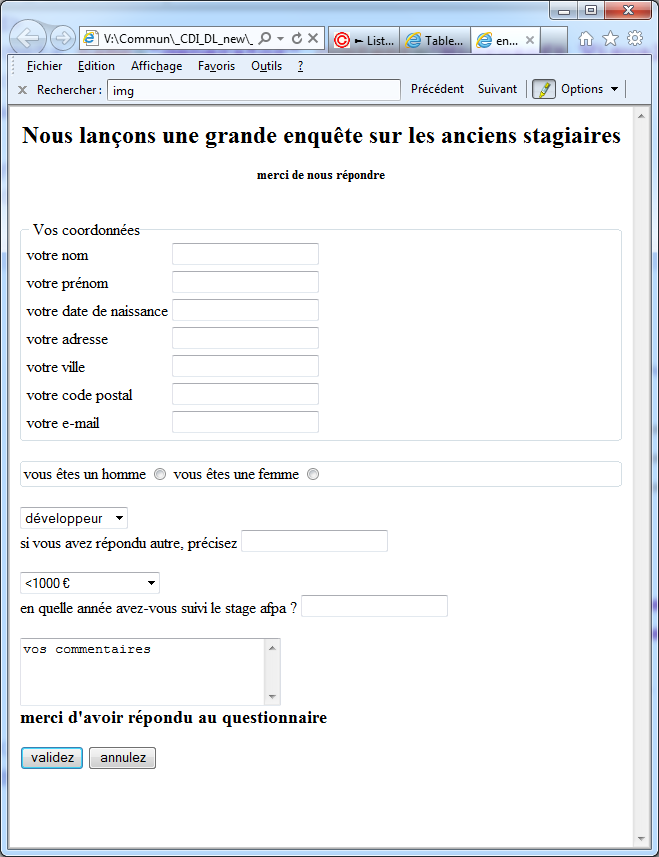 V:\Commun\_CDI_DL_new\_
List...
Table...
en...
Fichier Edition Affichage Favoris Outils ?
Rechercher : img Précédent Suivant Options
Nous lançons une grande enquête sur les anciens stagiaires
merci de nous répondre
Vos coordonnées
votre nom
votre prénom
votre date de naissance
votre adresse
votre ville
votre code postal
votre e-mail
vous êtes un homme vous êtes une femme
développeur
si vous avez répondu autre, précisez
<1000 €
en quelle année avez-vous suivi le stage afpa ?
vos commentaires
merci d'avoir répondu au questionnaire
validez annulez